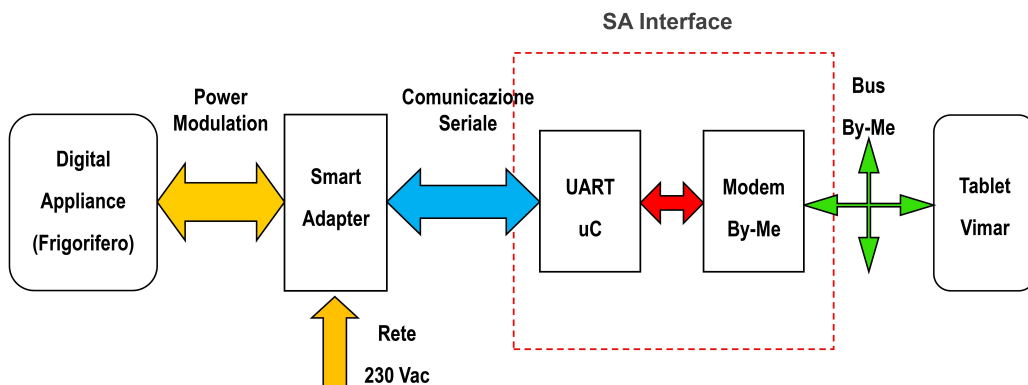 SA Interface
Power
Modulation
Comunicazione
Seriale
Bus
By-Me
Digital
Appliance
(Frigorifero)
Smart
Adapter
UART
uC
Modem
By-Me
Tablet
Vimar
Rete
230 Vac